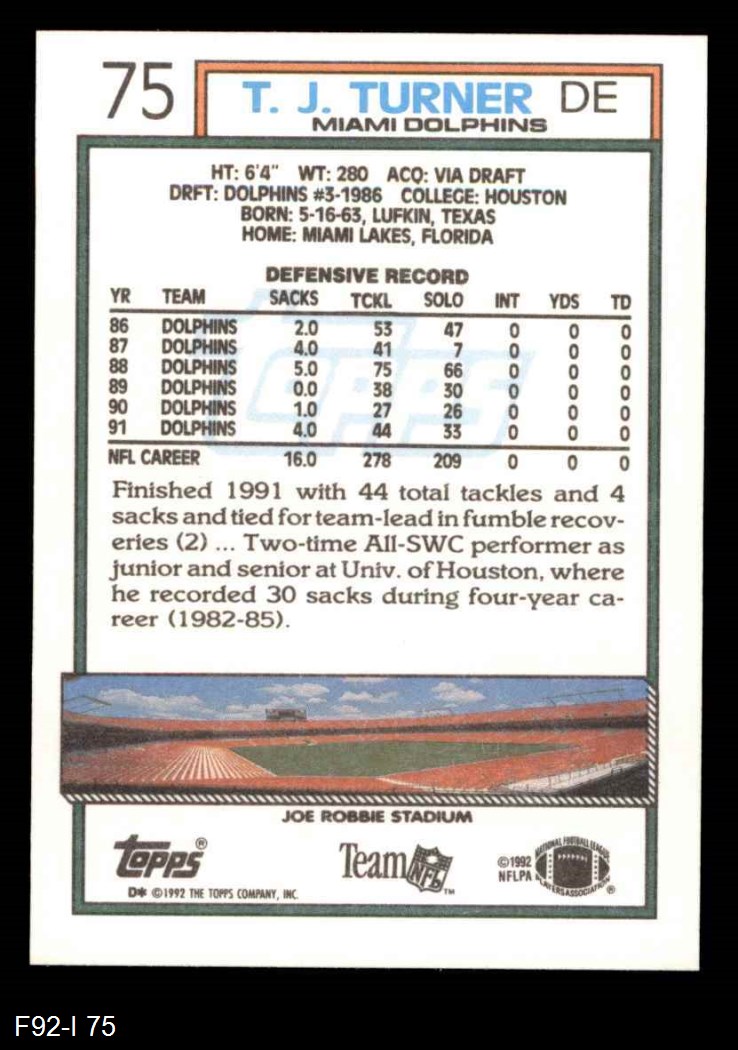 75 T. J. TURNER DE
MIAMI DOLPHINS
HT: 6'4" WT: 280 ACQ: VIA DRAFT
DRFT: DOLPHINS #3-1986 COLLEGE: HOUSTON
BORN: 5-16-63, LUFKIN, TEXAS
HOME: MIAMI LAKES, FLORIDA
DEFENSIVE RECORD
YR TEAM SACKS TCKL SOLO INT YDS TD
86 DOLPHINS 2.0 53 47 0 0 0
87 DOLPHINS 4.0 41 7 0 0 0
88 DOLPHINS 5.0 75 66 0 0 0
89 DOLPHINS 0.0 38 30 0 0 0
90 DOLPHINS 1.0 27 26 0 0 0
91 DOLPHINS 4.0 44 33 0 0 0
NFL CAREER 16.0 278 209 0 0 0
TOPPS
Finished 1991 with 44 total tackles and 4
sacks and tied for team-lead in fumble recov-
eries (2) ... Two-time All-SWC performer as
junior and senior at Univ. of Houston, where
he recorded 30 sacks during four-year ca-
reer (1982-85).
JOE ROBBIE STADIUM
topps®
D* ©1992 THE TOPPS COMPANY, INC.
Team NFL™
©1992
NFLPA
NATIONAL FOOTBALL LEAGUE
PLAYERS ASSOCIATION ®
F92-I 75